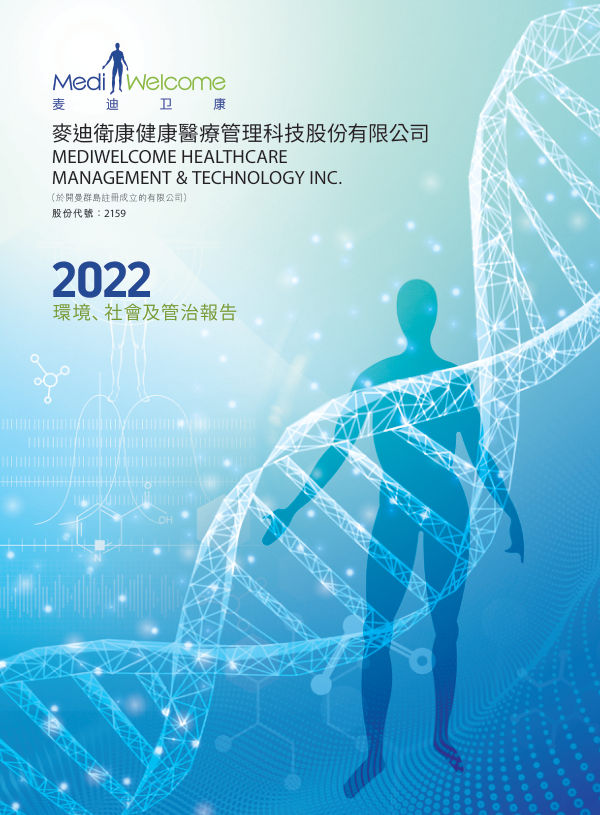 Medi Welcome
麦迪卫康
麥迪衛康健康醫療管理科技股份有限公司
MEDIWELCOME HEALTHCARE
MANAGEMENT & TECHNOLOGY INC.
(於開曼群島註冊成立的有限公司)
股份代號：2159
2022
環境、社會及管治報告
O
OH
N